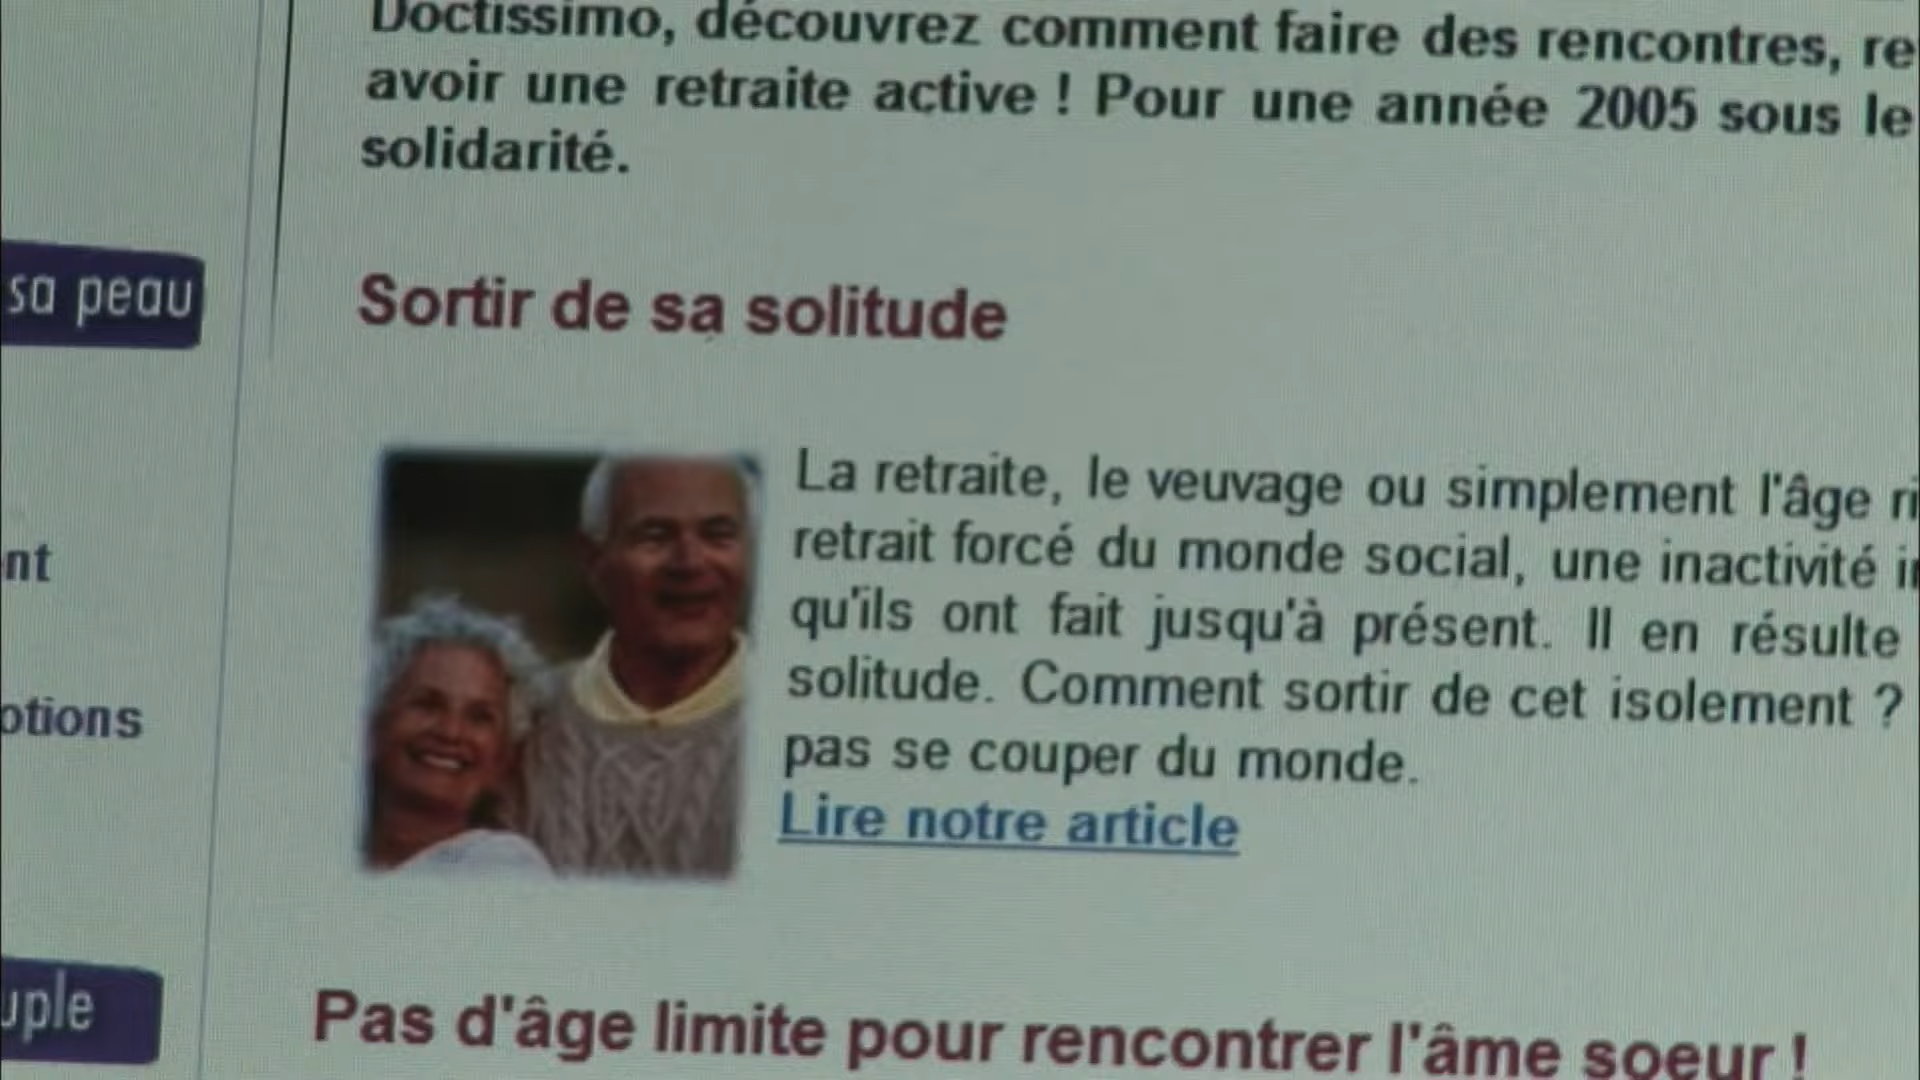 Doctissimo, découvrez comment faire des rencontres, re
avoir une retraite active ! Pour une année 2005 sous le
solidarité.
sa peau
Sortir de sa solitude
La retraite, le veuvage ou simplement l'âge ri
retrait forcé du monde social, une inactivité
qu'ils ont fait jusqu'à présent. Il en résulte
solitude. Comment sortir de cet isolement ?
pas se couper du monde.
Lire notre article
nt
otions
uple
Pas d'âge limite pour rencontrer l'âme soeur !